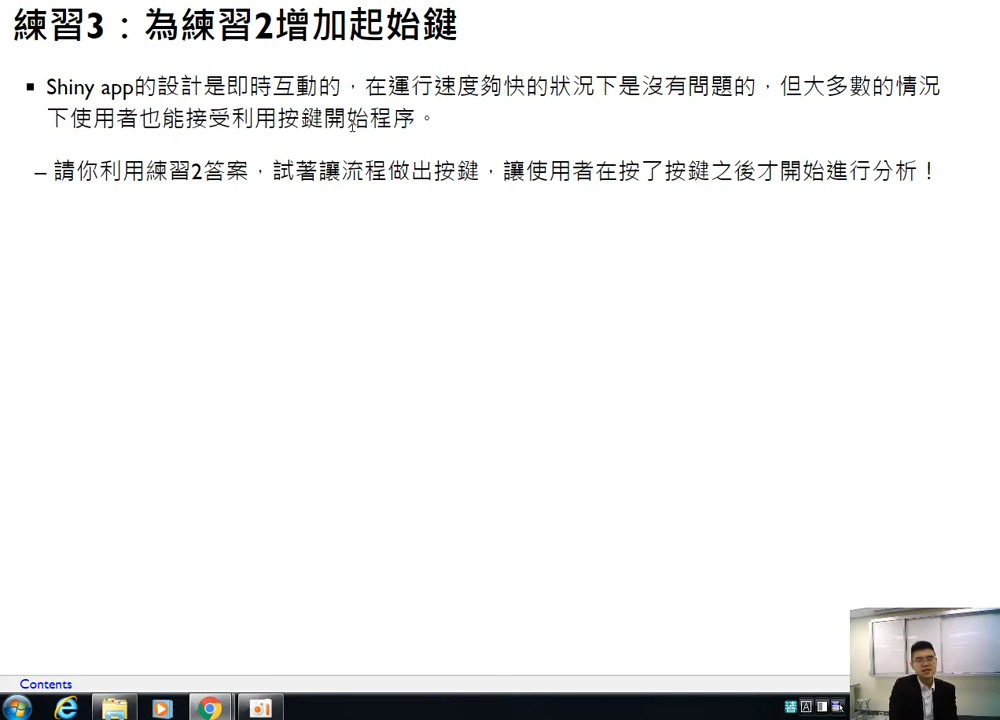 練習3：為練習2增加起始鍵
▪ Shiny app的設計是即時互動的，在運行速度夠快的狀況下是沒有問題的，但大多數的情況
下使用者也能接受利用按鍵開始程序。
– 請你利用練習2答案，試著讓流程做出按鍵，讓使用者在按了按鍵之後才開始進行分析！
Contents